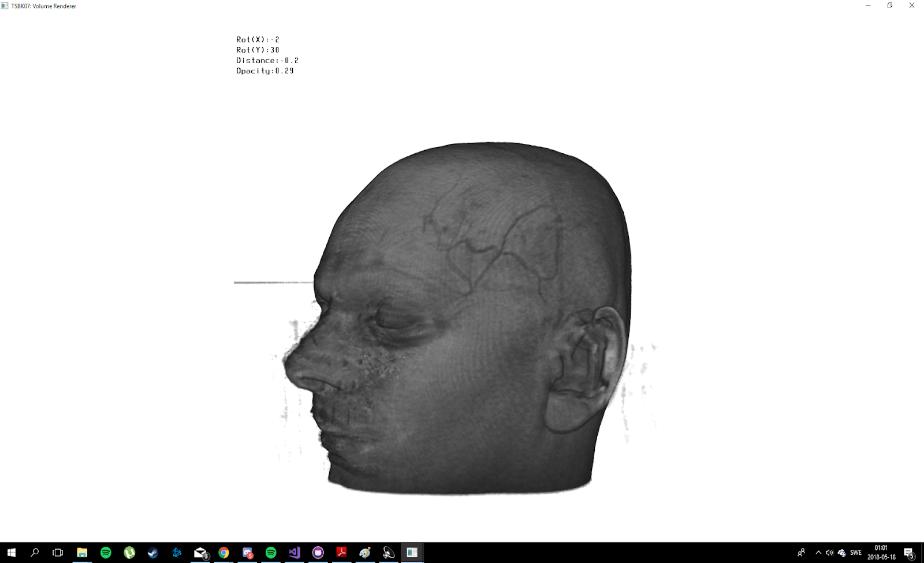 TSBK07: Volume Renderer
Rot(X):-2
Rot(Y):30
Distance:-0.2
Opacity:0.29
SWE
01:01
2018-05-16